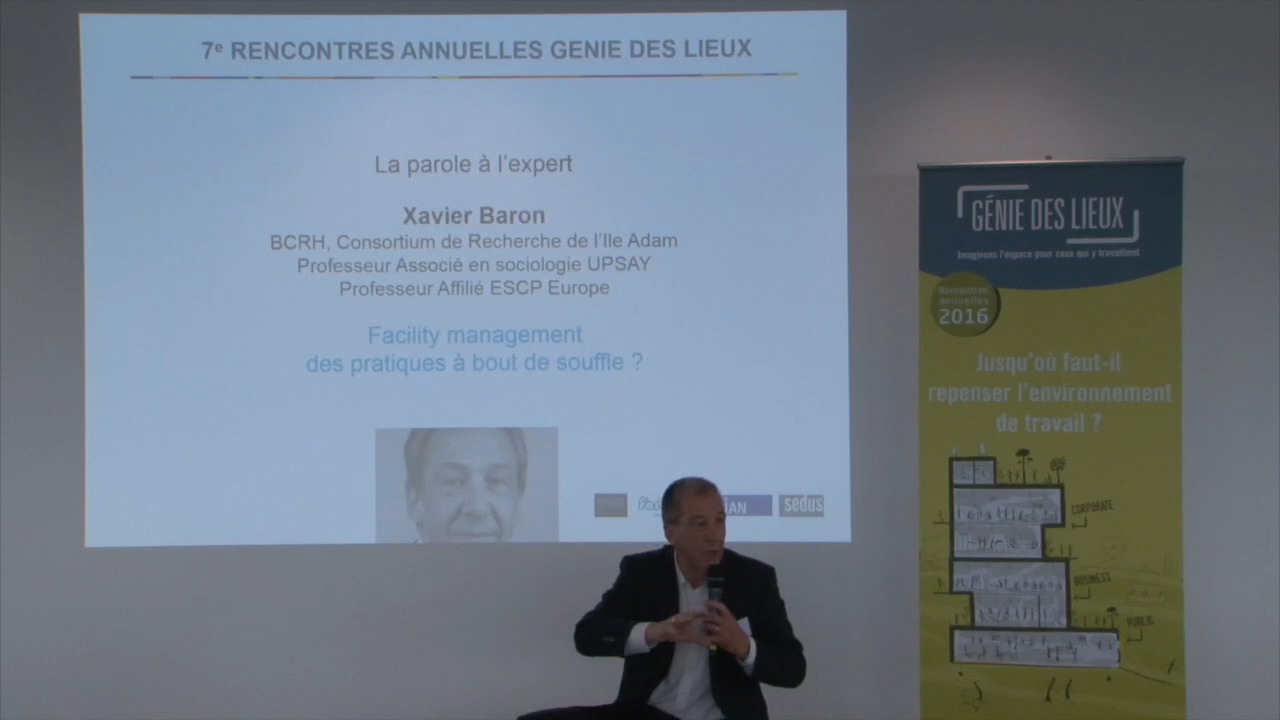 7e RENCONTRES ANNUELLES GENIE DES LIEUX
La parole à l'expert
Xavier Baron
BCRH, Consortium de Recherche de l'Ile Adam
Professeur Associé en sociologie UPSAY
Professeur Affilié ESCP Europe
Facility management
des pratiques à bout de souffle ?
sedus
GÉNIE DES LIEUX
Imaginons l'espace pour ceux qui y travaillent
Rencontres
annuelles
2016
Jusqu'où faut-il
repenser l'environnement
de travail ?
CORPORATE
BUSINESS
PUBLIC